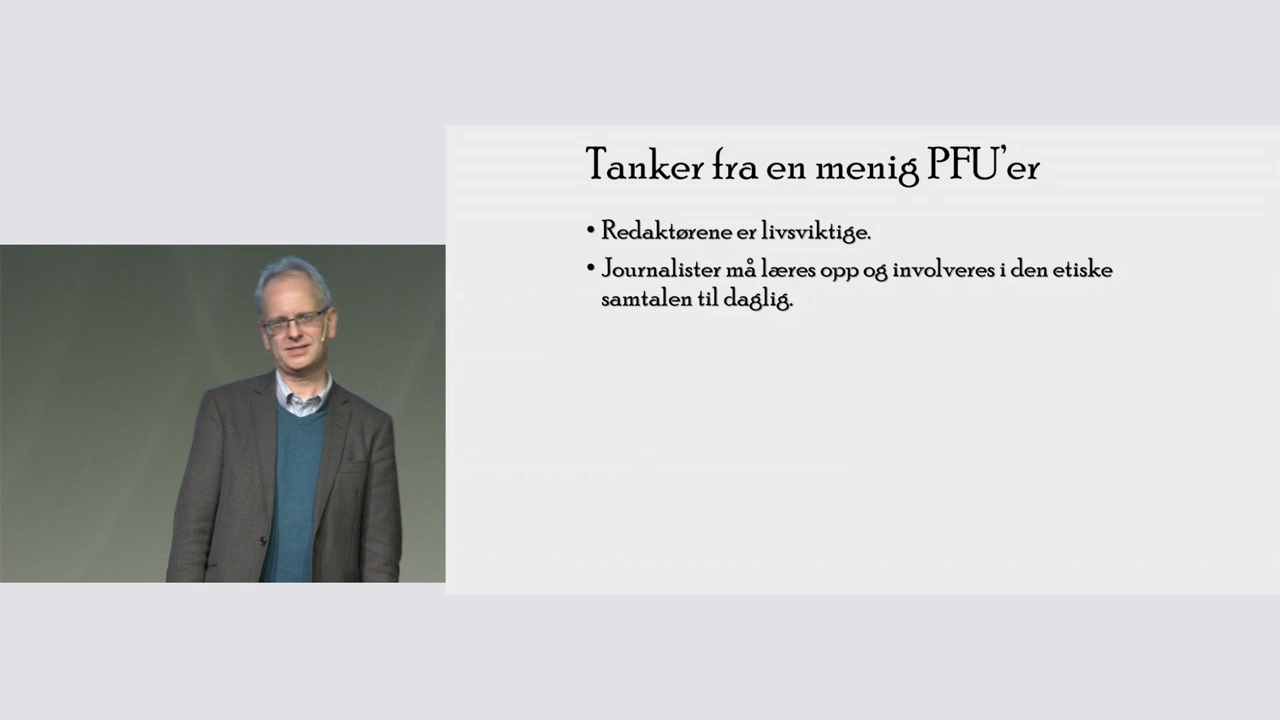 Tanker fra en menig PFU’er
• Redaktørene er livsviktige.
• Journalister må læres opp og involveres i den etiske
samtalen til daglig.